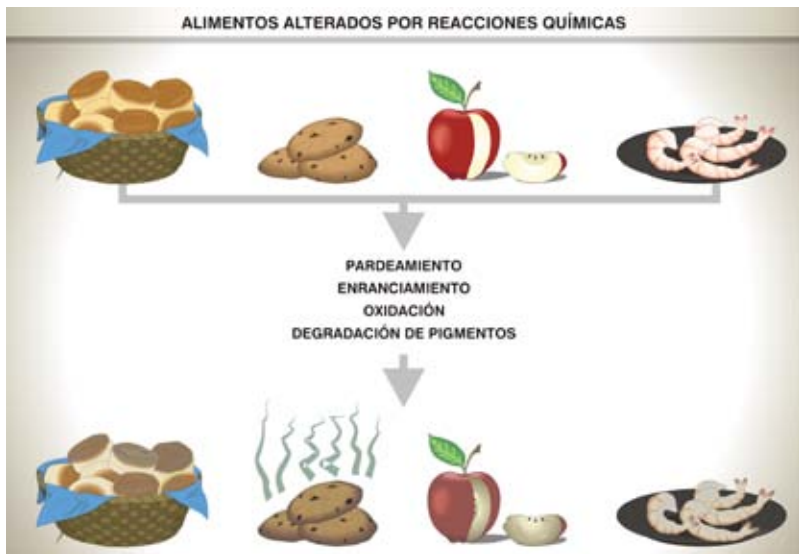 ALIMENTOS ALTERADOS POR REACCIONES QUÍMICAS
PARDEAMIENTO
ENRANCIAMIENTO
OXIDACIÓN
DEGRADACIÓN DE PIGMENTOS